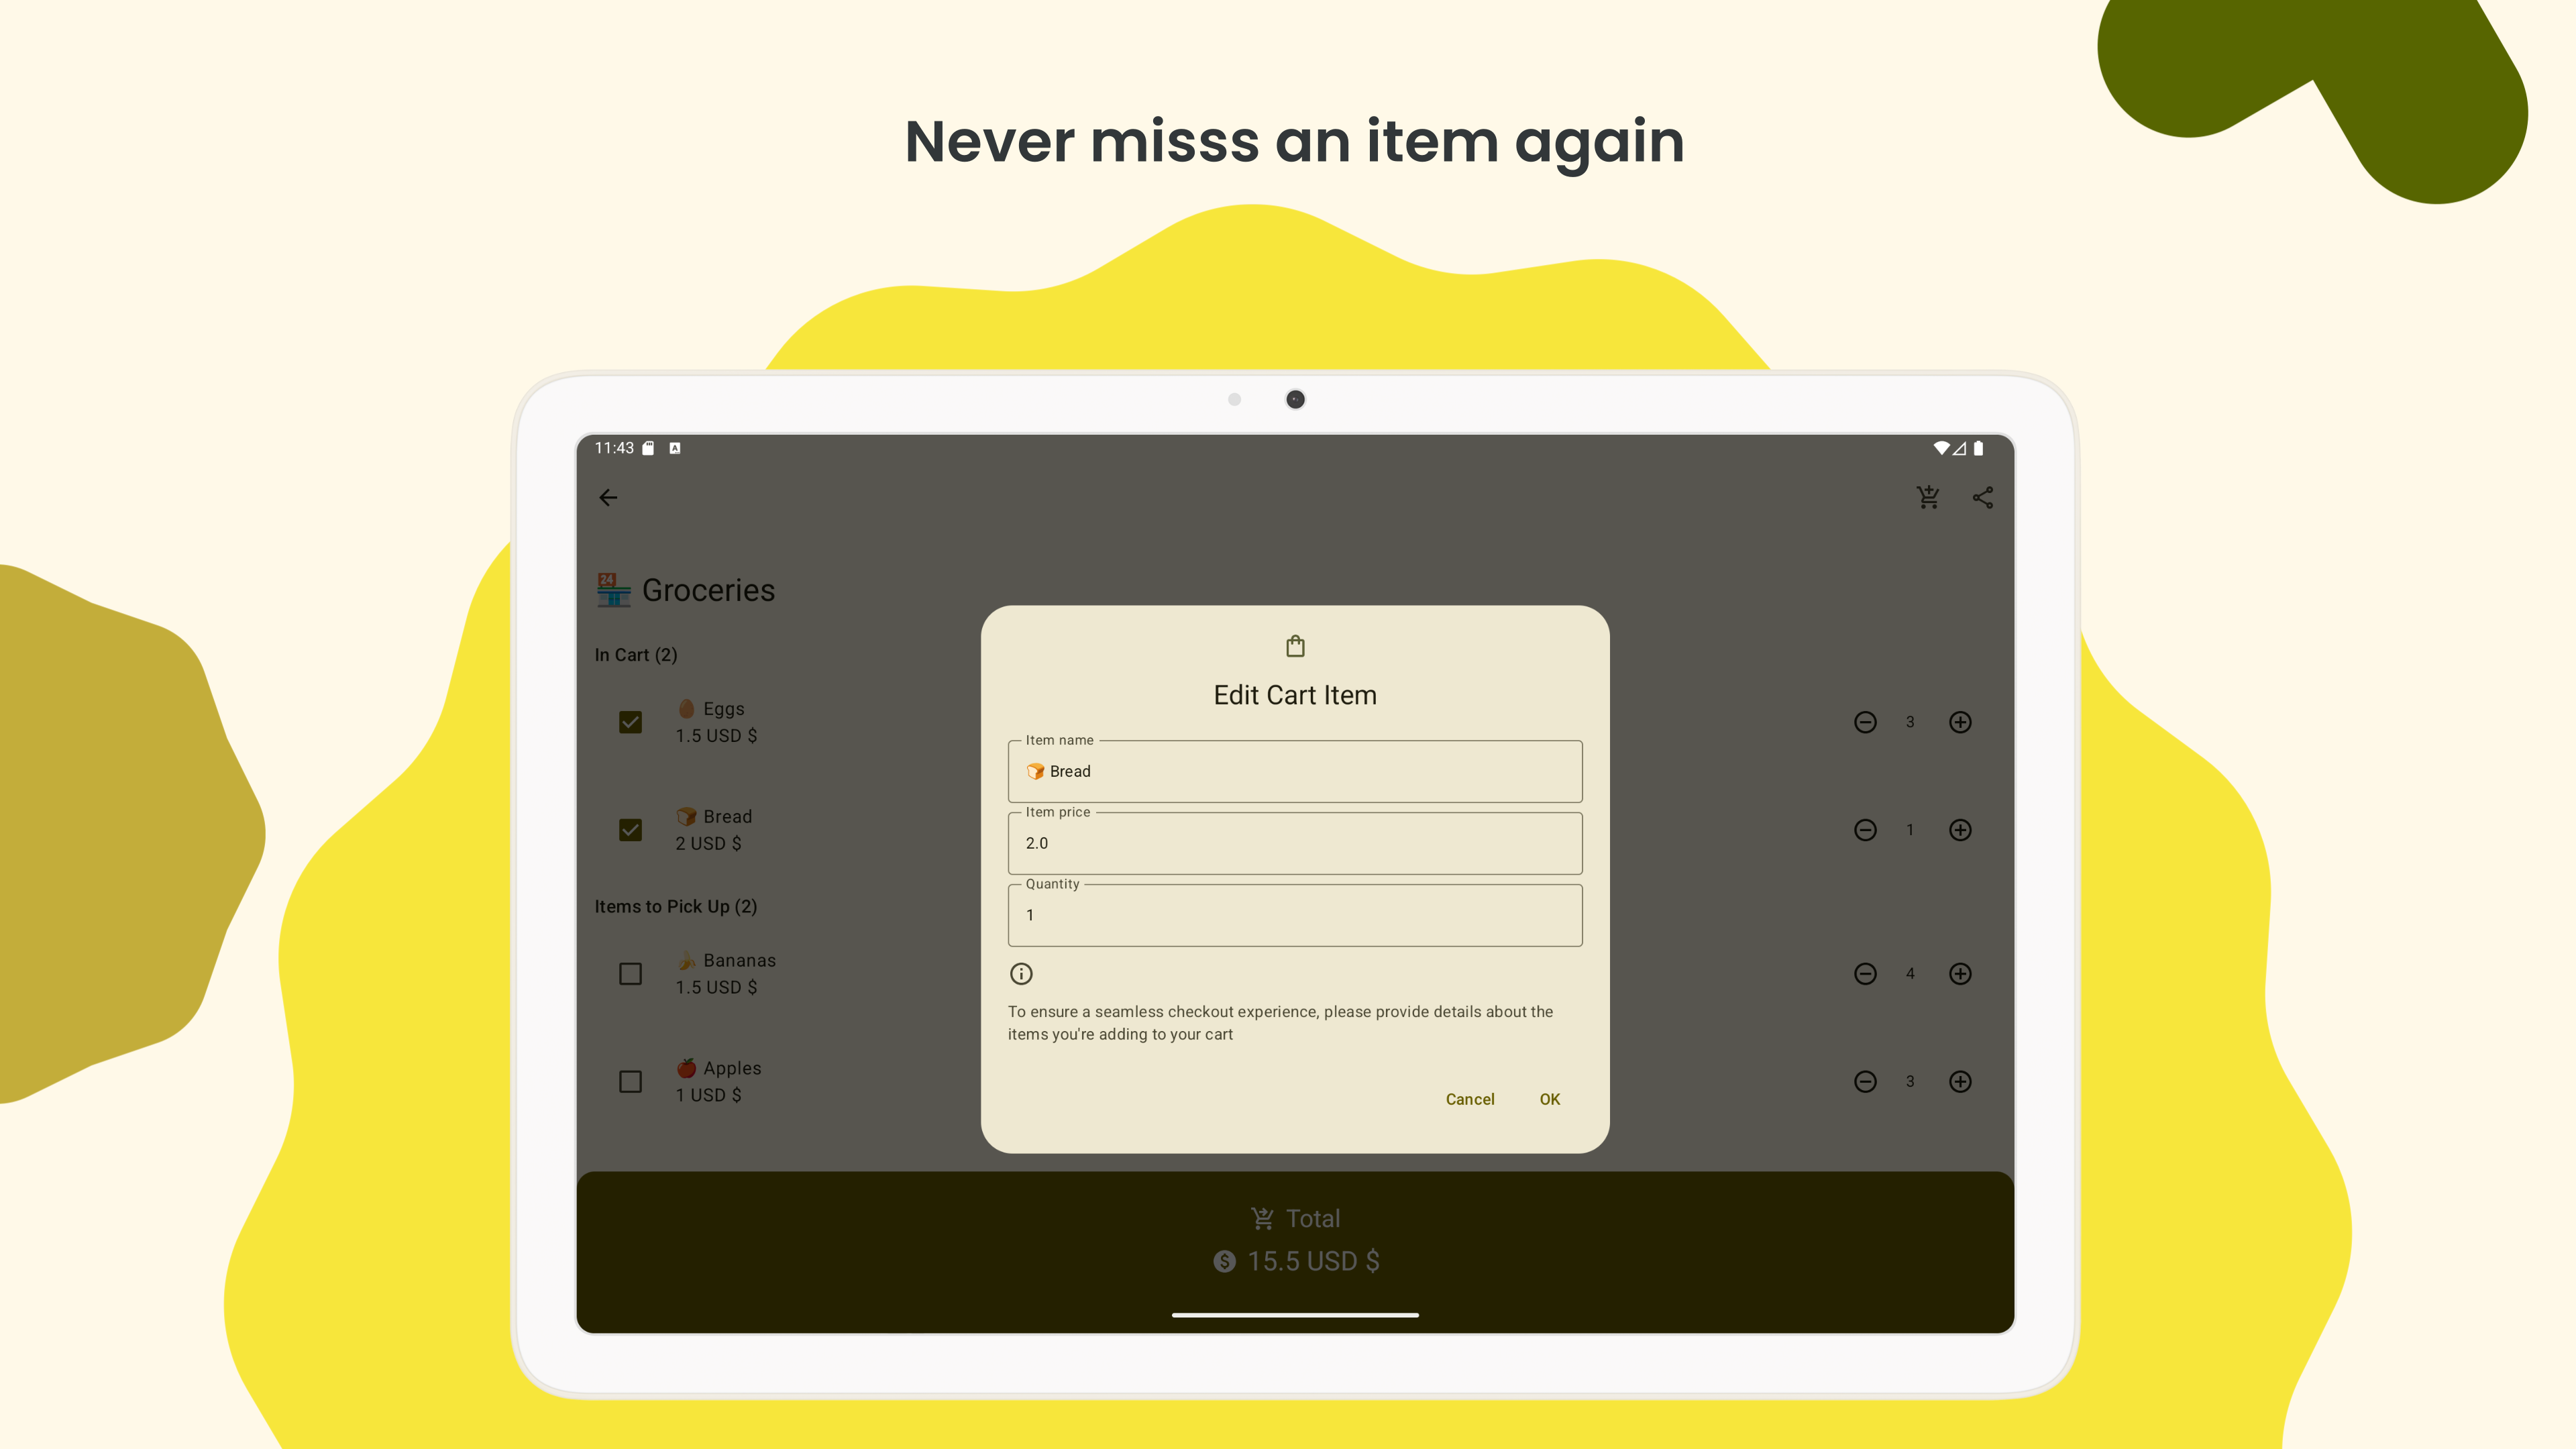 Never misss an item again
11:43
24
🏪 Groceries
In Cart (2)
🥚 Eggs
1.5 USD $
3
🍞 Bread
2 USD $
1
Items to Pick Up (2)
🍌 Bananas
1.5 USD $
4
🍎 Apples
1 USD $
3
Edit Cart Item
Item name
🍞 Bread
Item price
2.0
Quantity
1
To ensure a seamless checkout experience, please provide details about the
items you're adding to your cart
Cancel OK
Total
15.5 USD $